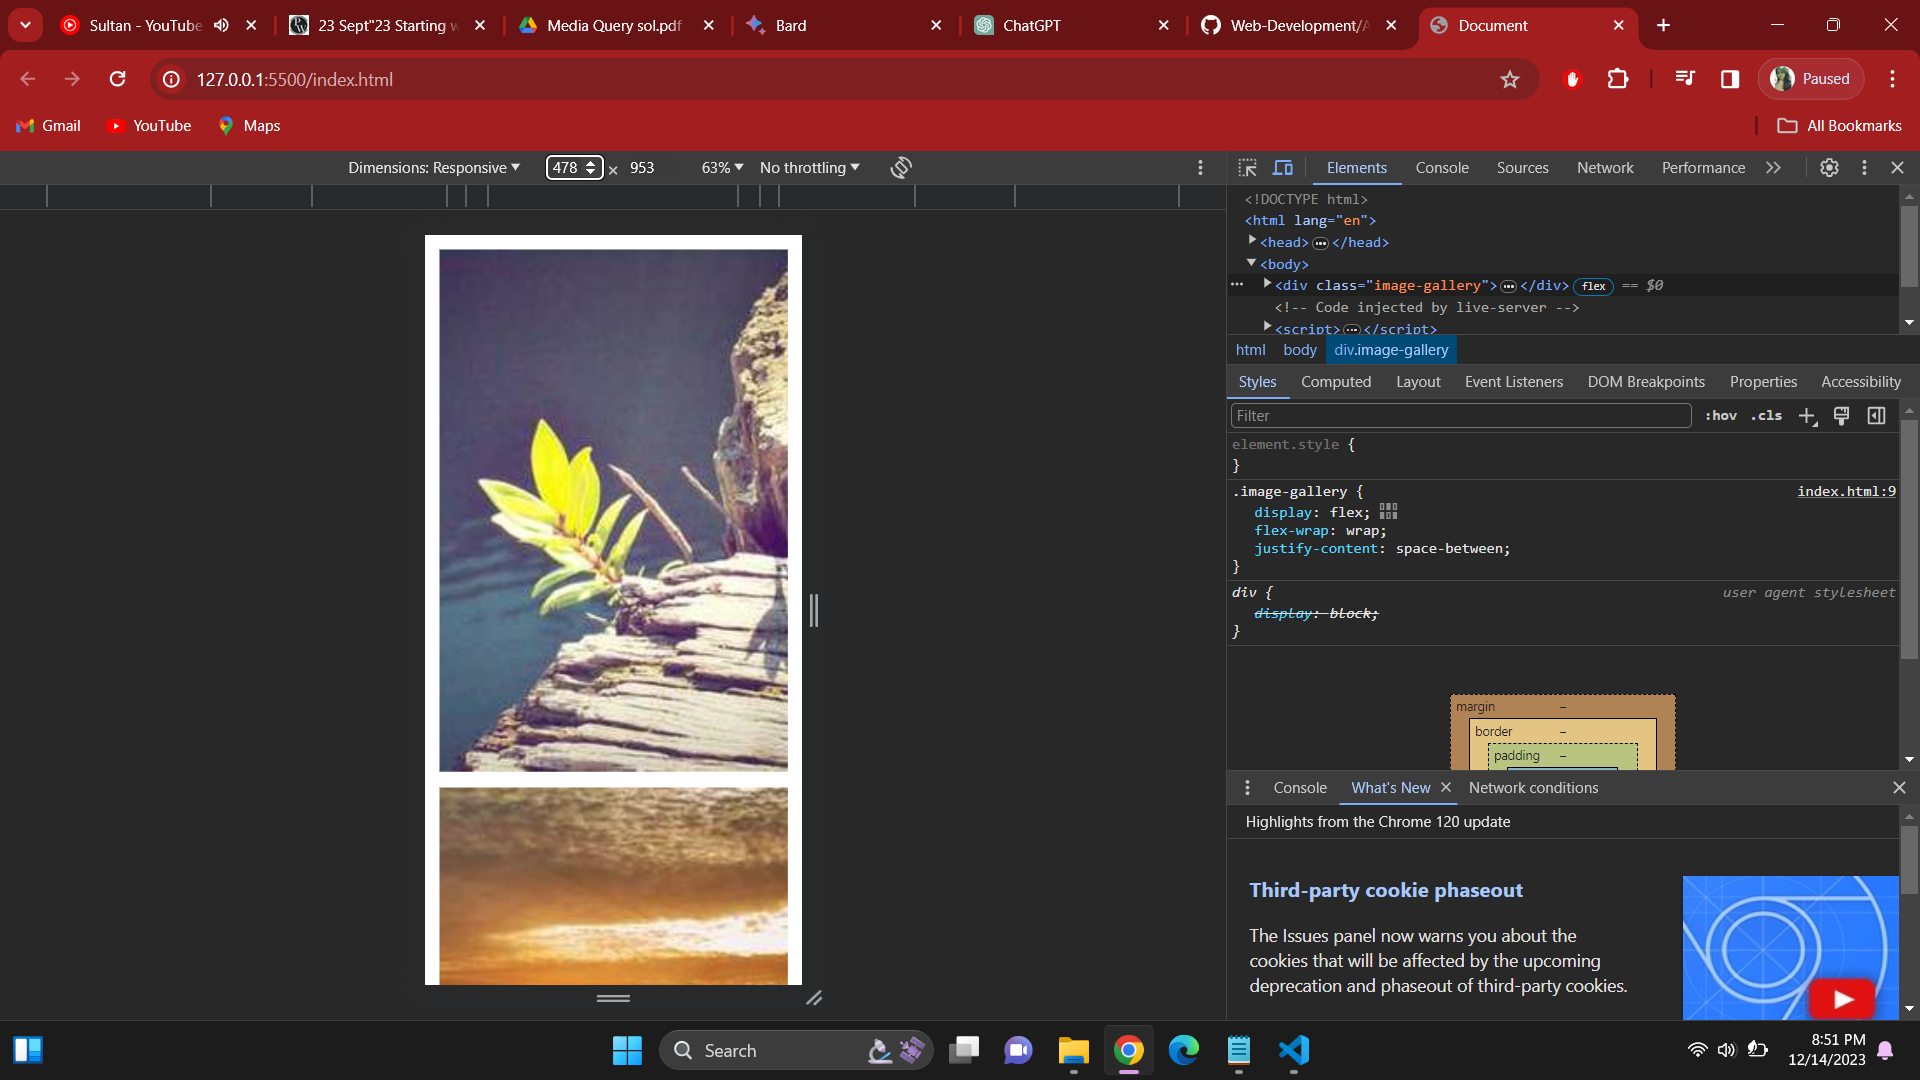 Sultan - YouTube
23 Sept"23 Starting w
Media Query sol.pdf
Bard
ChatGPT
Web-Development/A
Document
127.0.0.1:5500/index.html
Paused
Gmail
YouTube
Maps
All Bookmarks
Dimensions: Responsive
478 × 953
63%
No throttling
Elements
Console
Sources
Network
Performance
<!DOCTYPE html>
<html lang="en">
<head> ••• </head>
<body>
••• <div class="image-gallery"> ••• </div> flex == $0
<!-- Code injected by live-server -->
<script> ••• </script>
html body div.image-gallery
Styles
Computed
Layout
Event Listeners
DOM Breakpoints
Properties
Accessibility
Filter
:hov .cls
element.style {
}
.image-gallery {
index.html:9
display: flex;
flex-wrap: wrap;
justify-content: space-between;
}
div {
user agent stylesheet
display: block;
}
margin –
border –
padding –
Console
What's New
Network conditions
Highlights from the Chrome 120 update
Third-party cookie phaseout
The Issues panel now warns you about the
cookies that will be affected by the upcoming
deprecation and phaseout of third-party cookies.
Search
8:51 PM
12/14/2023